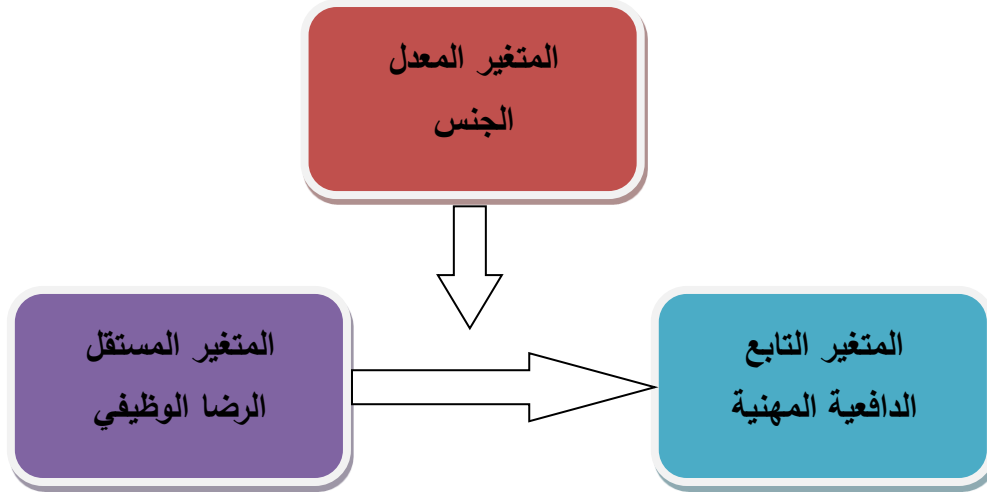 المتغير المعدل
الجنس
المتغير المستقل
الرضا الوظيفي
المتغير التابع
الدافعية المهنية